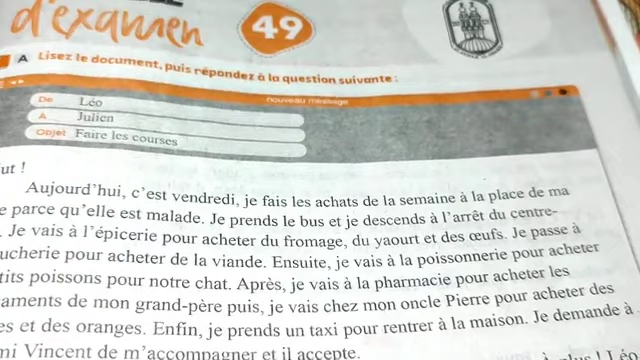 d'examen
49
A Lisez le document, puis répondez à la question suivante :
nouveau message
De Léo
A Julien
Objet Faire les courses
ut !
Aujourd'hui, c'est vendredi, je fais les achats de la semaine à la place de ma
e parce qu'elle est malade. Je prends le bus et je descends à l'arrêt du centre-
. Je vais à l'épicerie pour acheter du fromage, du yaourt et des œufs. Je passe à
ucherie pour acheter de la viande. Ensuite, je vais à la poissonnerie pour acheter
tits poissons pour notre chat. Après, je vais à la pharmacie pour acheter les
aments de mon grand-père puis, je vais chez mon oncle Pierre pour acheter des
es et des oranges. Enfin, je prends un taxi pour rentrer à la maison. Je demande à
mi Vincent de m'accompagner et il accepte.
À plus ! Léo